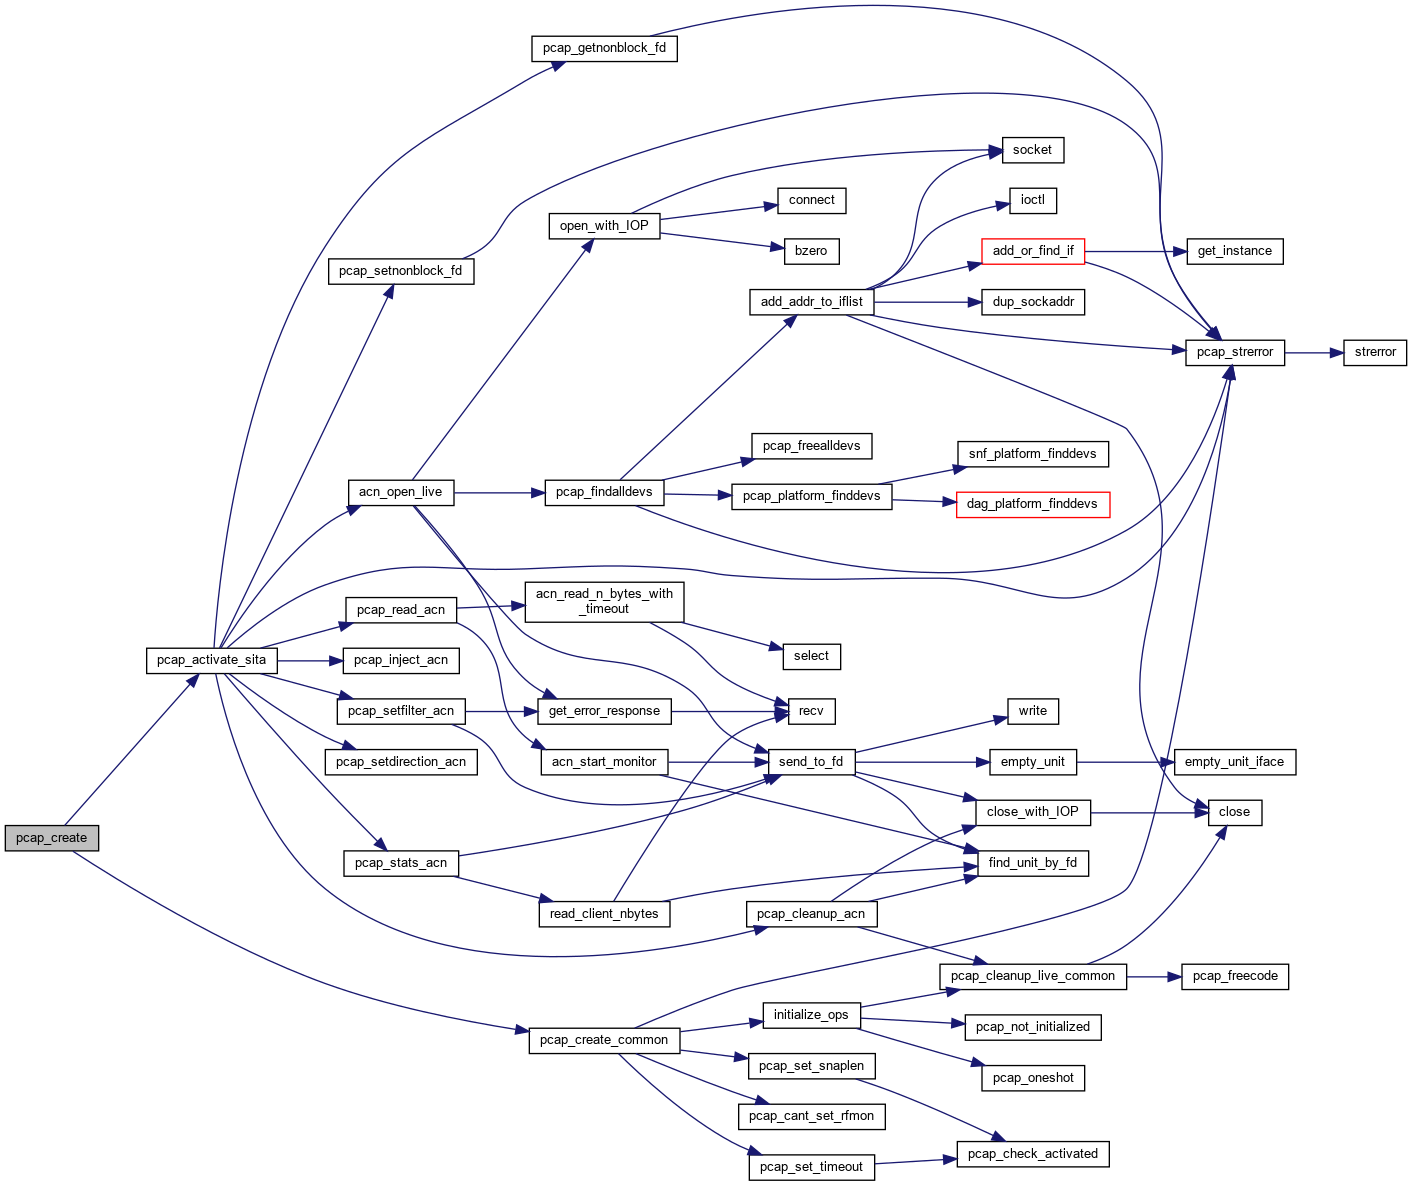 pcap_getnonblock_fd
socket
connect
ioctl
open_with_IOP
bzero
add_or_find_if
get_instance
pcap_setnonblock_fd
add_addr_to_iflist
dup_sockaddr
pcap_strerror
strerror
pcap_freealldevs
snf_platform_finddevs
acn_open_live
pcap_findalldevs
pcap_platform_finddevs
dag_platform_finddevs
acn_read_n_bytes_with
_timeout
pcap_read_acn
pcap_activate_sita
pcap_inject_acn
select
pcap_setfilter_acn
get_error_response
recv
write
pcap_setdirection_acn
acn_start_monitor
send_to_fd
empty_unit
empty_unit_iface
close_with_IOP
close
pcap_create
pcap_stats_acn
find_unit_by_fd
read_client_nbytes
pcap_cleanup_acn
pcap_cleanup_live_common
pcap_freecode
initialize_ops
pcap_not_initialized
pcap_create_common
pcap_set_snaplen
pcap_oneshot
pcap_cant_set_rfmon
pcap_check_activated
pcap_set_timeout